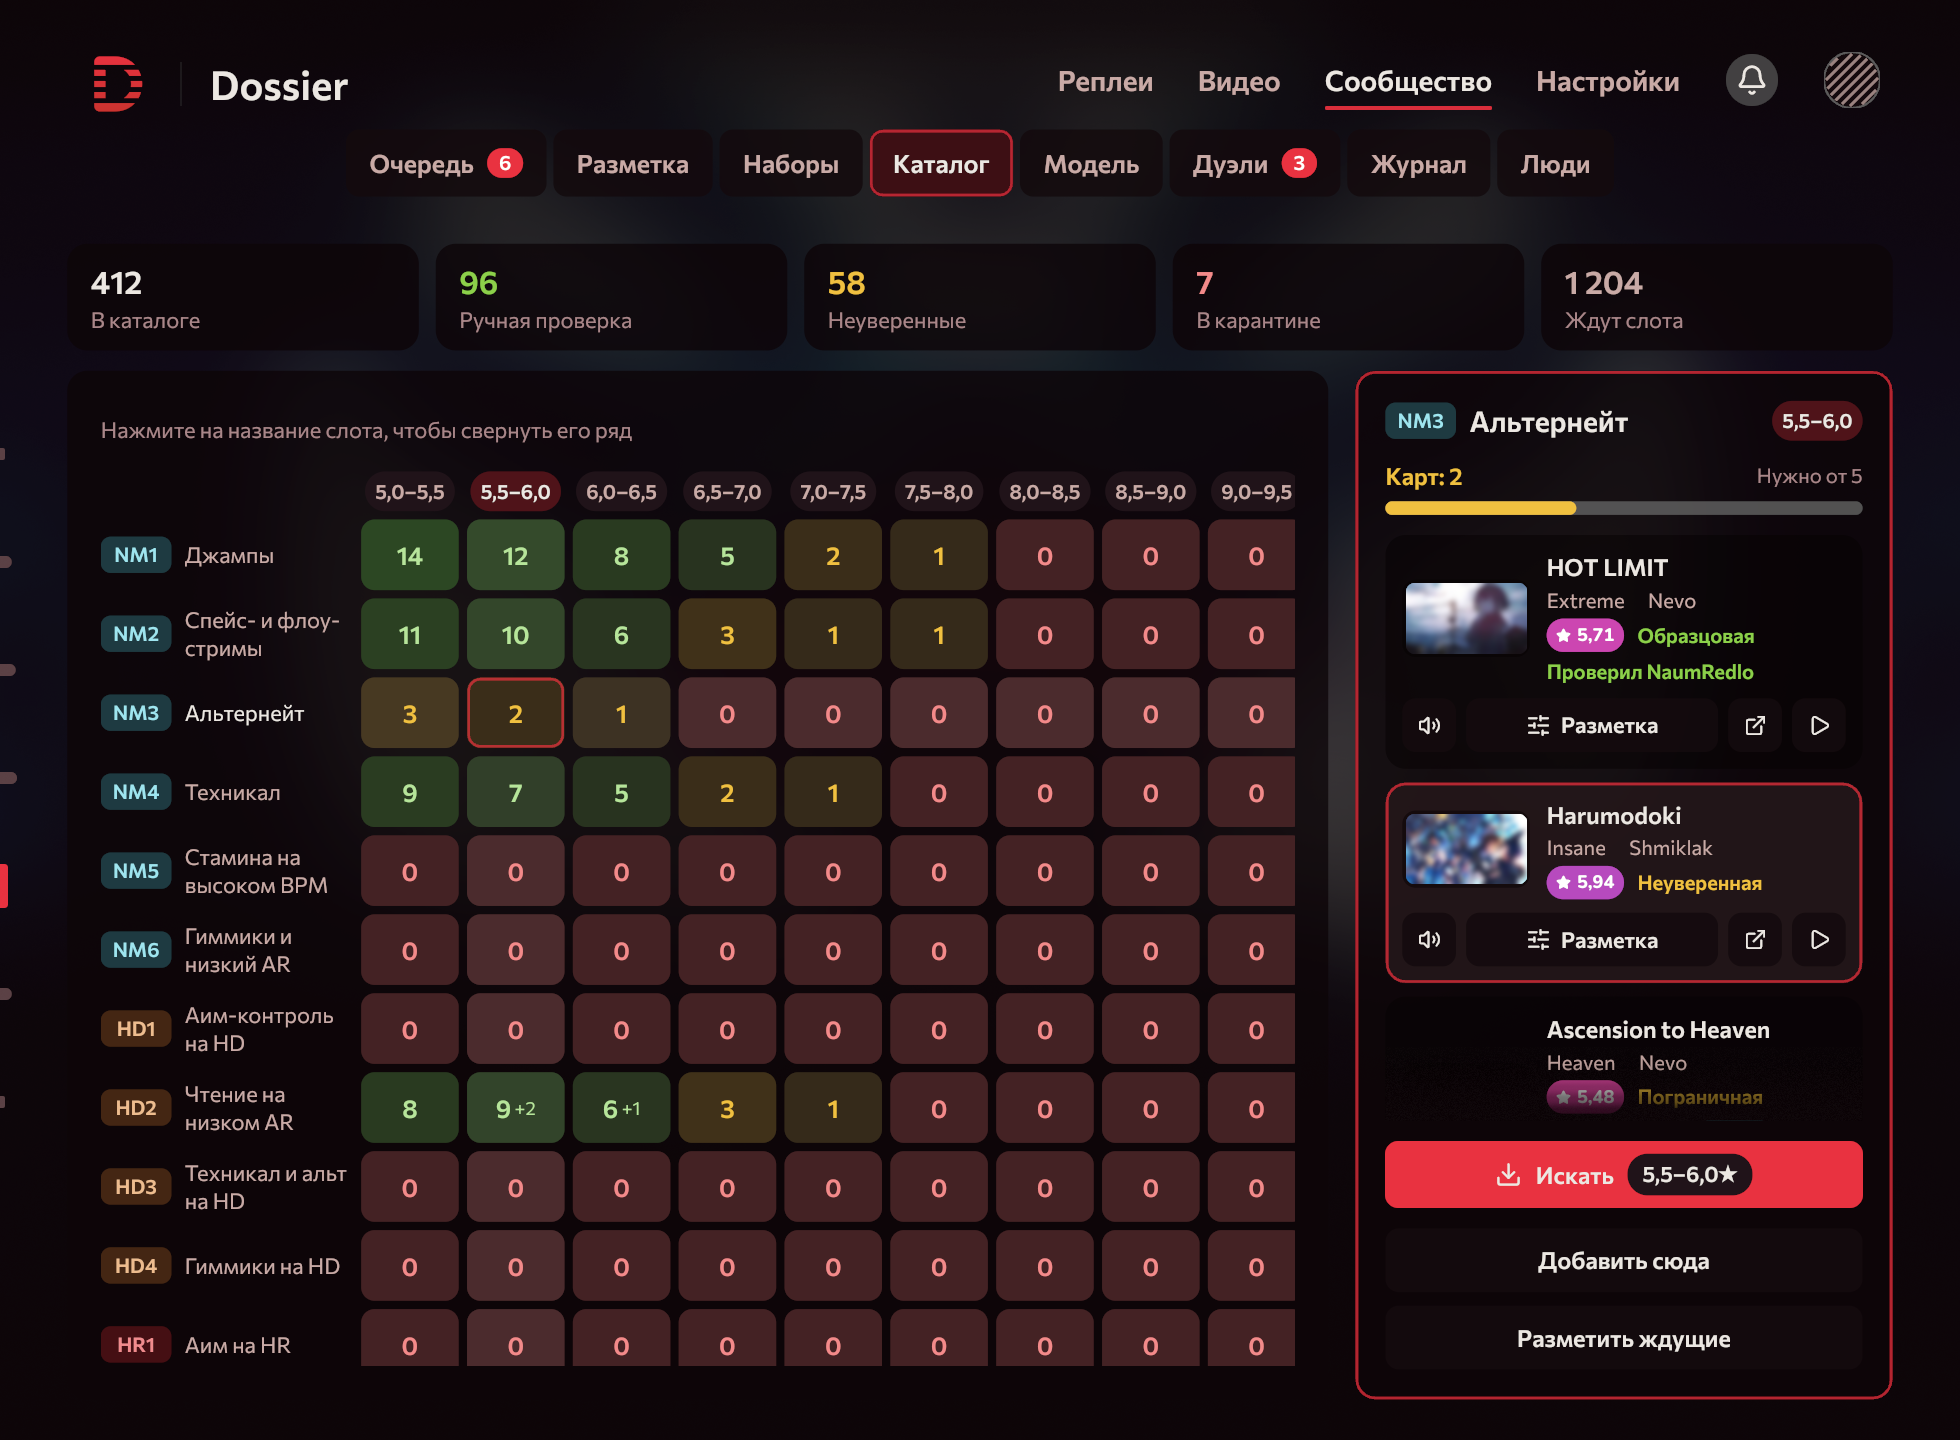 Dossier
Реплеи Видео Сообщество Настройки
Очередь 6 Разметка Наборы Каталог Модель Дуэли 3 Журнал Люди
412
В каталоге
96
Ручная проверка
58
Неуверенные
7
В карантине
1 204
Ждут слота
Нажмите на название слота, чтобы свернуть его ряд
5,0–5,5 5,5–6,0 6,0–6,5 6,5–7,0 7,0–7,5 7,5–8,0 8,0–8,5 8,5–9,0 9,0–9,5
NM1 Джампы 14 12 8 5 2 1 0 0 0
NM2 Спейс- и флоу-
стримы 11 10 6 3 1 1 0 0 0
NM3 Альтернейт 3 2 1 0 0 0 0 0 0
NM4 Техникал 9 7 5 2 1 0 0 0 0
NM5 Стамина на
высоком BPM 0 0 0 0 0 0 0 0 0
NM6 Гиммики и
низкий AR 0 0 0 0 0 0 0 0 0
HD1 Аим-контроль
на HD 0 0 0 0 0 0 0 0 0
HD2 Чтение на
низком AR 8 9 +2 6 +1 3 1 0 0 0 0
HD3 Техникал и альт
на HD 0 0 0 0 0 0 0 0 0
HD4 Гиммики на HD 0 0 0 0 0 0 0 0 0
HR1 Аим на HR 0 0 0 0 0 0 0 0 0
NM3 Альтернейт 5,5–6,0
Карт: 2 Нужно от 5
HOT LIMIT
Extreme Nevo
★ 5,71 Образцовая
Проверил NaumRedlo
Разметка
Harumodoki
Insane Shmiklak
★ 5,94 Неуверенная
Разметка
Ascension to Heaven
Heaven Nevo
★ 5,48 Пограничная
Искать 5,5–6,0★
Добавить сюда
Разметить ждущие